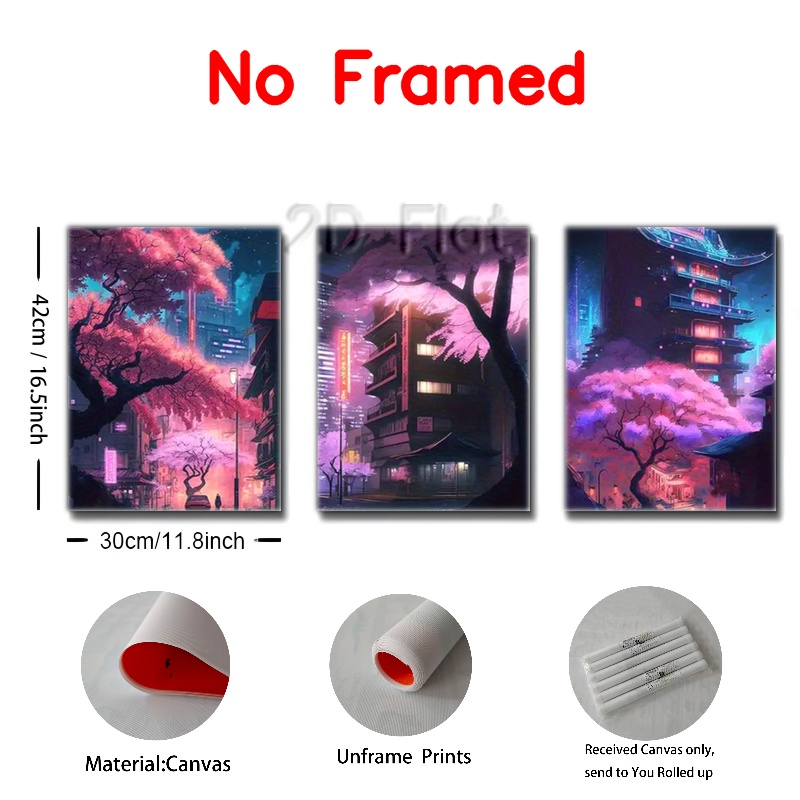 No Framed
2D Flat
42cm / 16.5inch
30cm/11.8inch
Material:Canvas
Unframe Prints
Received Canvas only,
send to You Rolled up